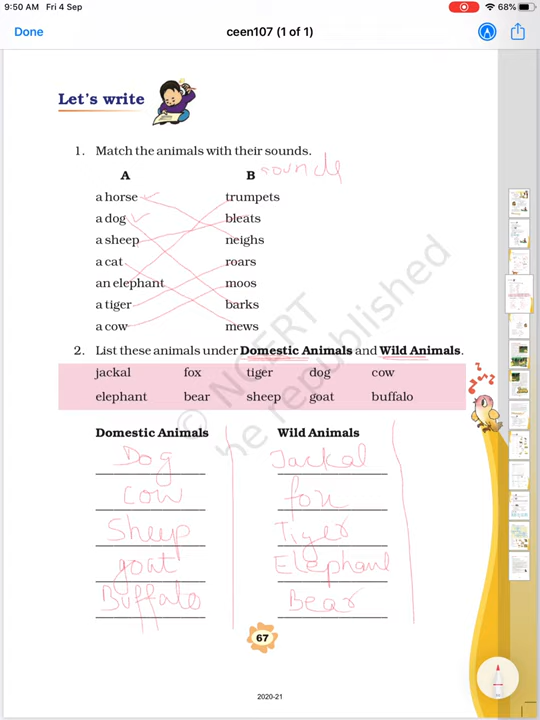 9:50 AM Fri 4 Sep 68%
Done ceen107 (1 of 1)
Let's write
1. Match the animals with their sounds.
A B sounds
a horse trumpets
a dog bleats
a sheep neighs
a cat roars
an elephant moos
a tiger barks
a cow mews
2. List these animals under Domestic Animals and Wild Animals.
jackal fox tiger dog cow
elephant bear sheep goat buffalo
Domestic Animals Wild Animals
Dog Jackal
Cow fox
Sheep Tiger
goat Elephant
Buffalo Bear
© NCERT
be republished
67
2020-21